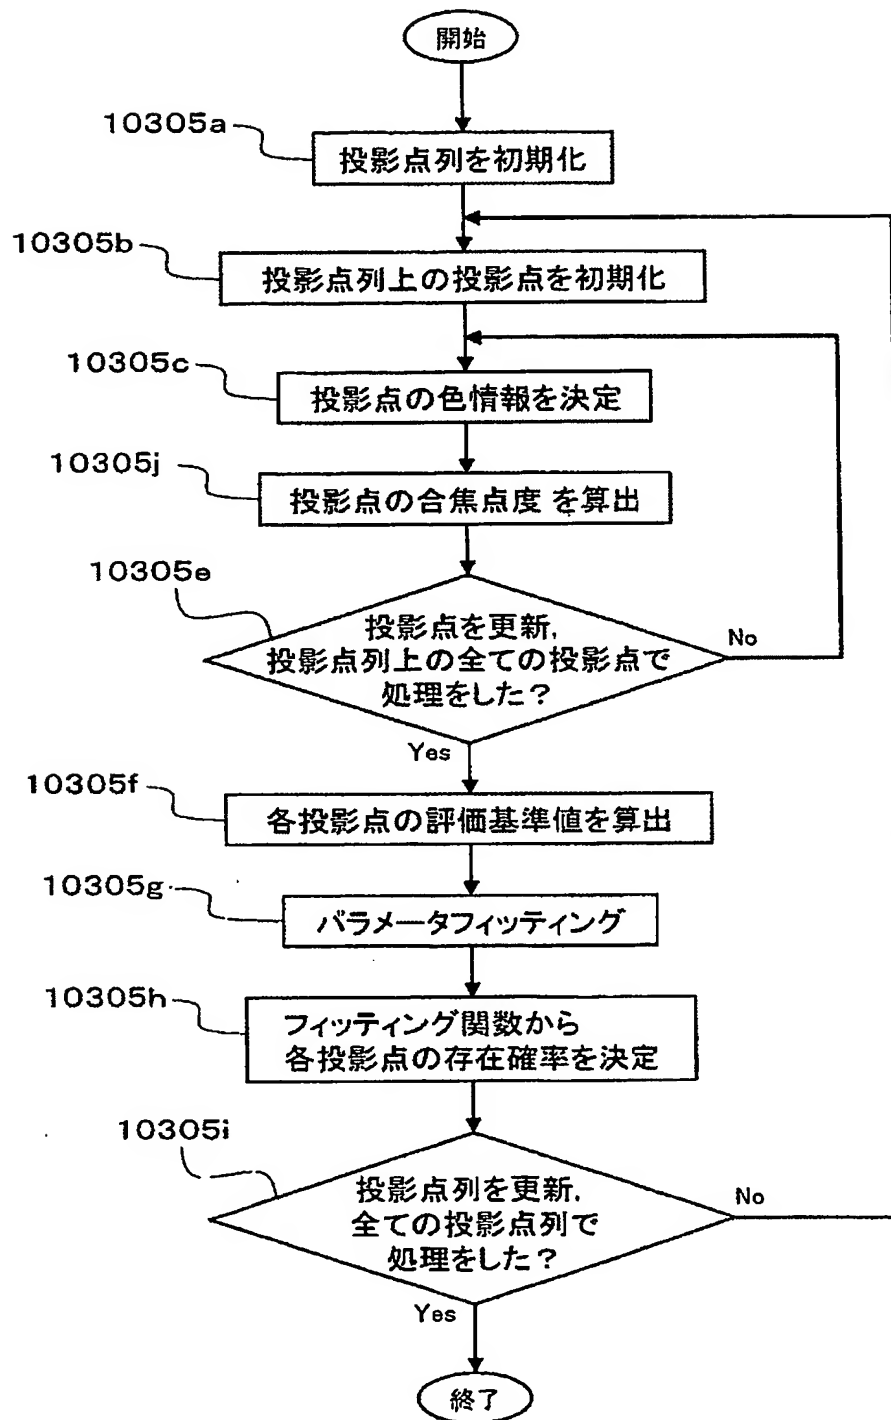 開始
10305a
投影点列を初期化
10305b
投影点列上の投影点を初期化
10305c
投影点の色情報を決定
10305j
投影点の合焦点度 を算出
10305e
投影点を更新,
投影点列上の全ての投影点で
処理をした?
No
Yes
10305f
各投影点の評価基準値を算出
10305g
パラメータフィッティング
10305h
フィッティング関数から
各投影点の存在確率を決定
10305i
投影点列を更新,
全ての投影点列で
処理をした?
No
Yes
終了